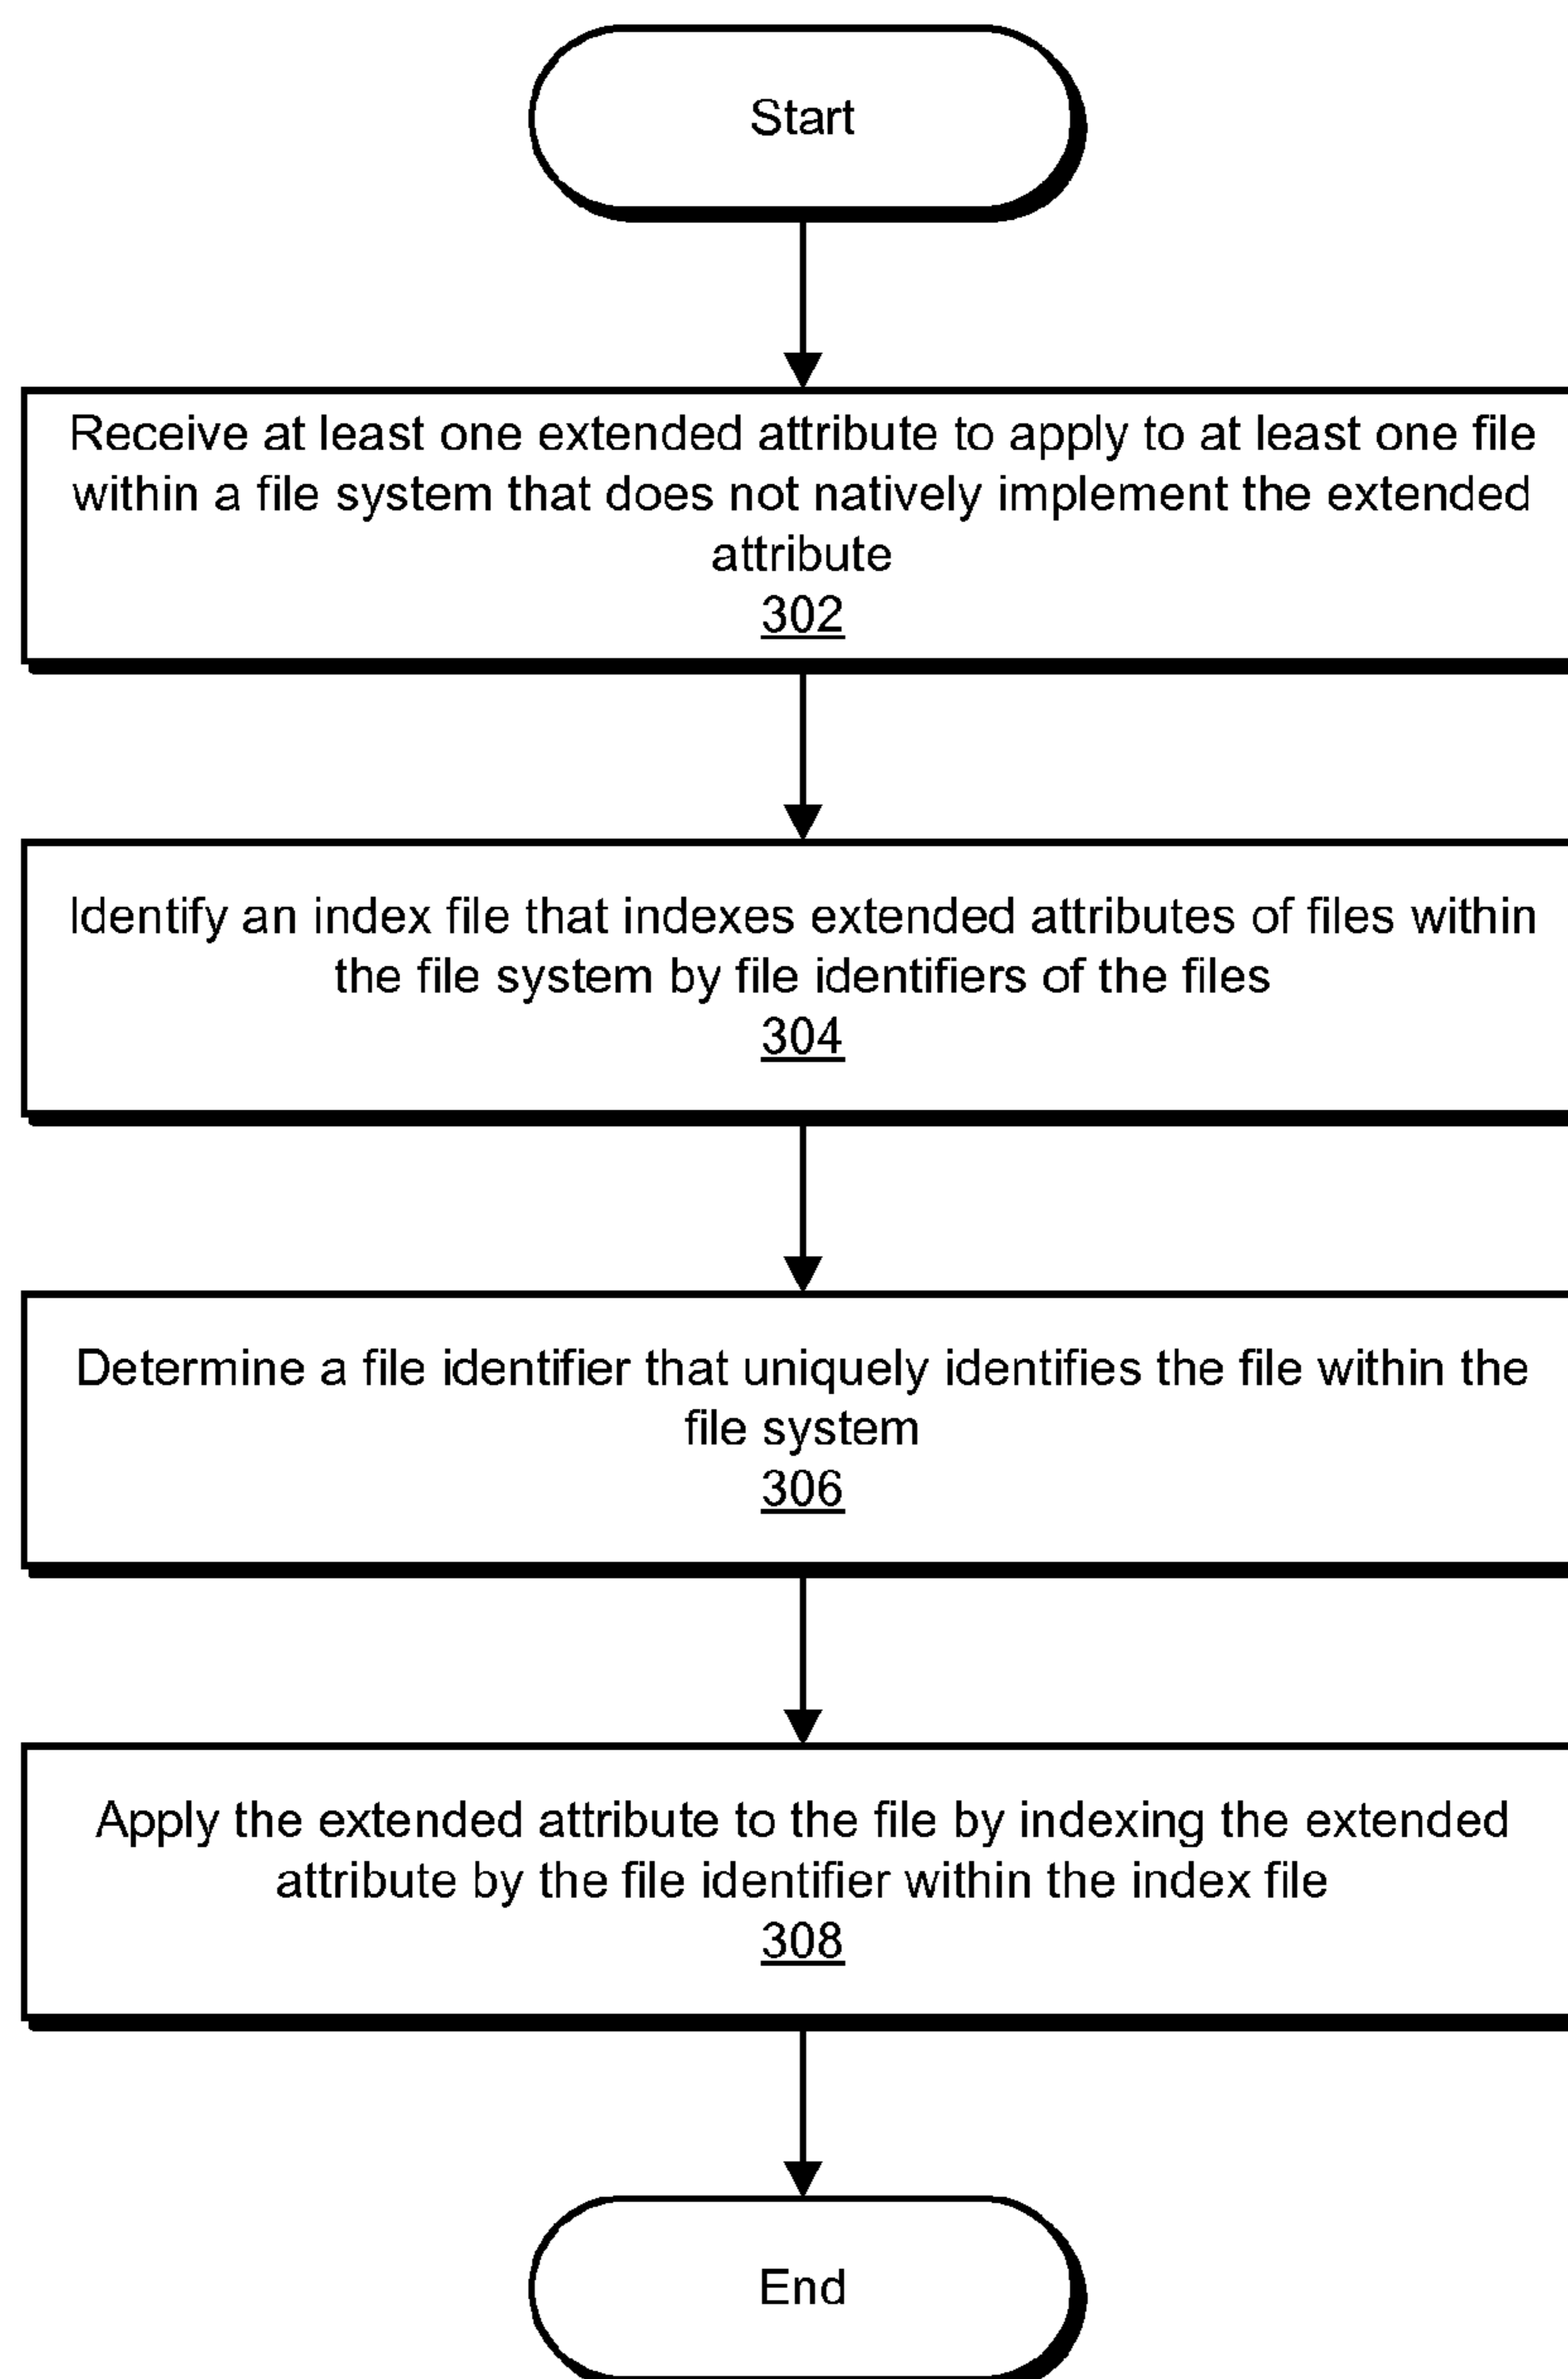 Start
Receive at least one extended attribute to apply to at least one file
within a file system that does not natively implement the extended
attribute
302
Identify an index file that indexes extended attributes of files within
the file system by file identifiers of the files
304
Determine a file identifier that uniquely identifies the file within the
file system
306
Apply the extended attribute to the file by indexing the extended
attribute by the file identifier within the index file
308
End